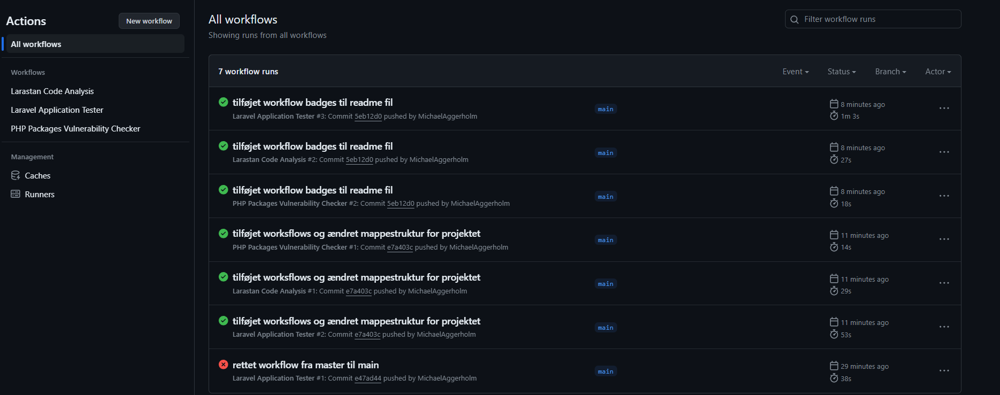 Actions
New workflow
All workflows
Workflows
Larastan Code Analysis
Laravel Application Tester
PHP Packages Vulnerability Checker
Management
Caches
Runners
All workflows
Showing runs from all workflows
Filter workflow runs
7 workflow runs
Event
Status
Branch
Actor
tilføjet workflow badges til readme fil
Laravel Application Tester #3: Commit 5eb12d0 pushed by MichaelAggerholm
main
8 minutes ago
1m 3s
tilføjet workflow badges til readme fil
Larastan Code Analysis #2: Commit 5eb12d0 pushed by MichaelAggerholm
main
8 minutes ago
27s
tilføjet workflow badges til readme fil
PHP Packages Vulnerability Checker #2: Commit 5eb12d0 pushed by MichaelAggerholm
main
8 minutes ago
18s
tilføjet worksflows og ændret mappestruktur for projektet
PHP Packages Vulnerability Checker #1: Commit e7a403c pushed by MichaelAggerholm
main
11 minutes ago
14s
tilføjet worksflows og ændret mappestruktur for projektet
Larastan Code Analysis #1: Commit e7a403c pushed by MichaelAggerholm
main
11 minutes ago
29s
tilføjet worksflows og ændret mappestruktur for projektet
Laravel Application Tester #2: Commit e7a403c pushed by MichaelAggerholm
main
11 minutes ago
53s
rettet workflow fra master til main
Laravel Application Tester #1: Commit e47ad44 pushed by MichaelAggerholm
main
29 minutes ago
38s